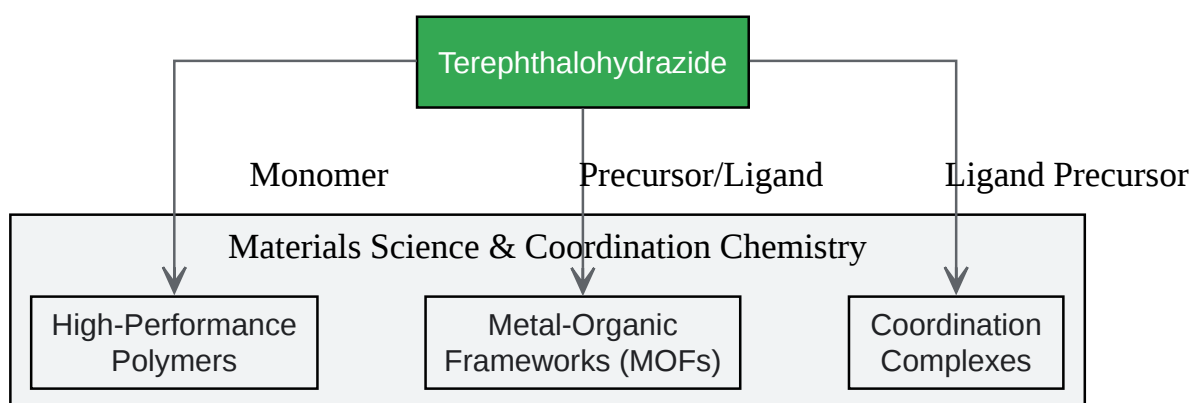 Terephthalohydrazide
Monomer
Precursor/Ligand
Ligand Precursor
Materials Science & Coordination Chemistry
High-Performance
Polymers
Metal-Organic
Frameworks (MOFs)
Coordination
Complexes